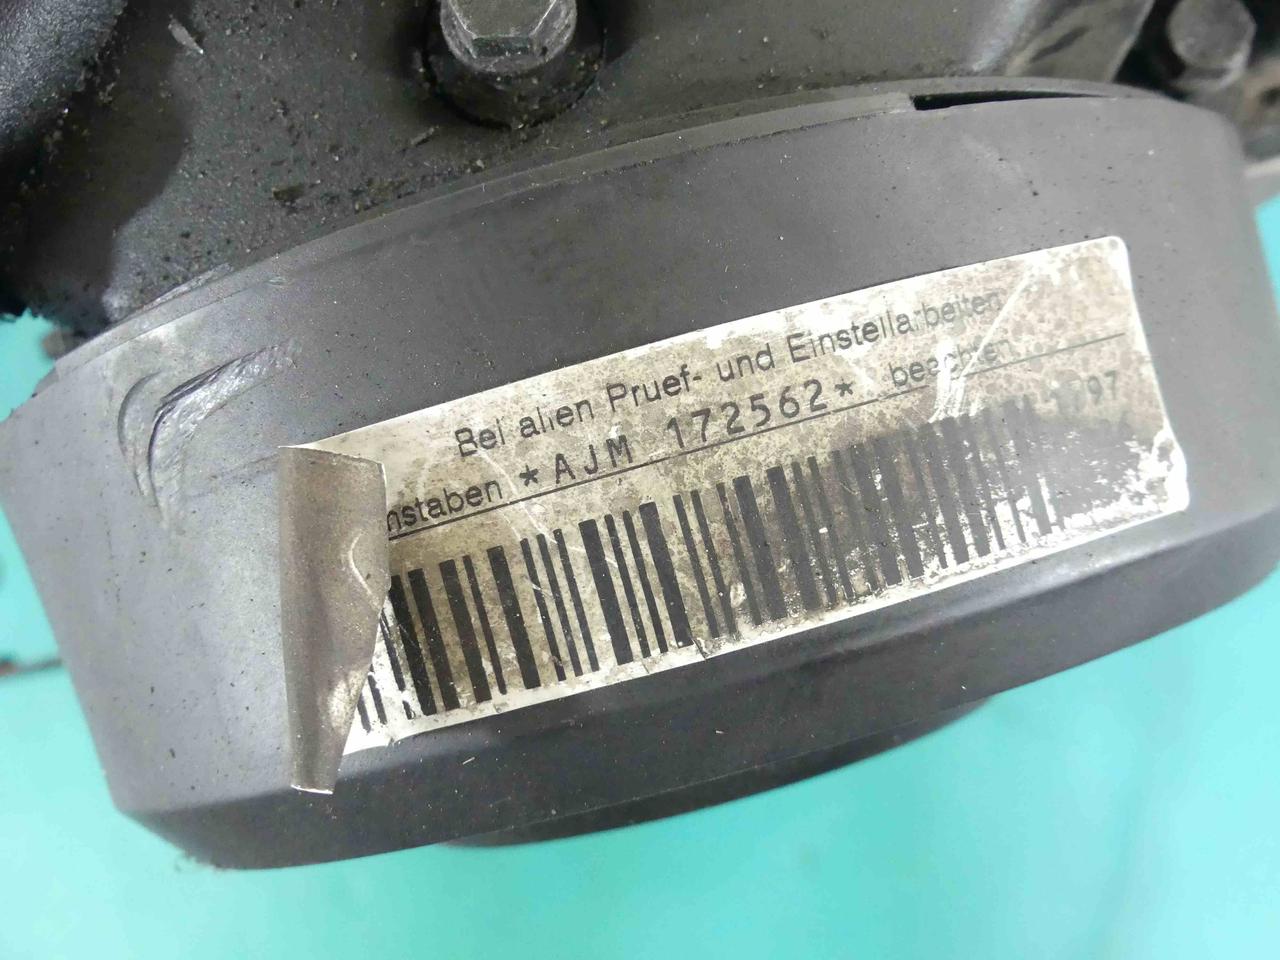 Bei allen Pruef- und Einstellarbeiten
nstaben *AJM 172562* beachten